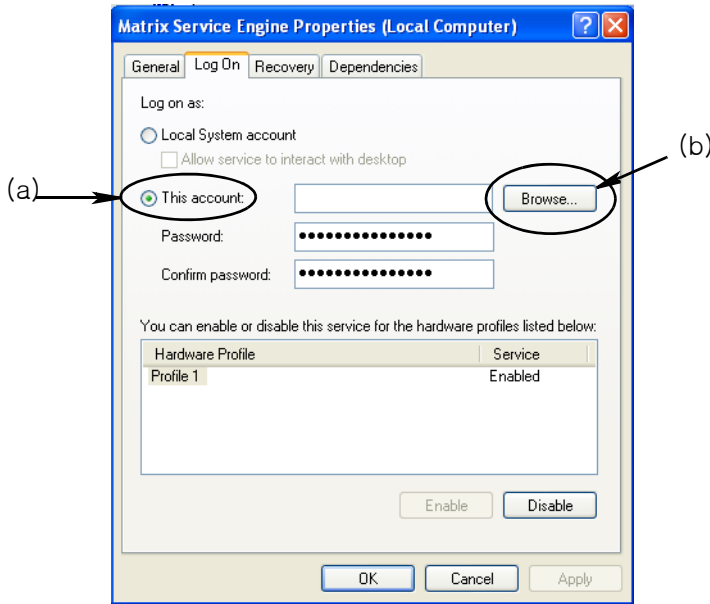 Matrix Service Engine Properties (Local Computer)
General Log On Recovery Dependencies
Log on as:
Local System account
Allow service to interact with desktop
(b)
(a)
This account:
Browse...
Password: ●●●●●●●●●●●●●●●
Confirm password: ●●●●●●●●●●●●●●●
You can enable or disable this service for the hardware profiles listed below:
Hardware Profile Service
Profile 1 Enabled
Enable Disable
OK Cancel Apply